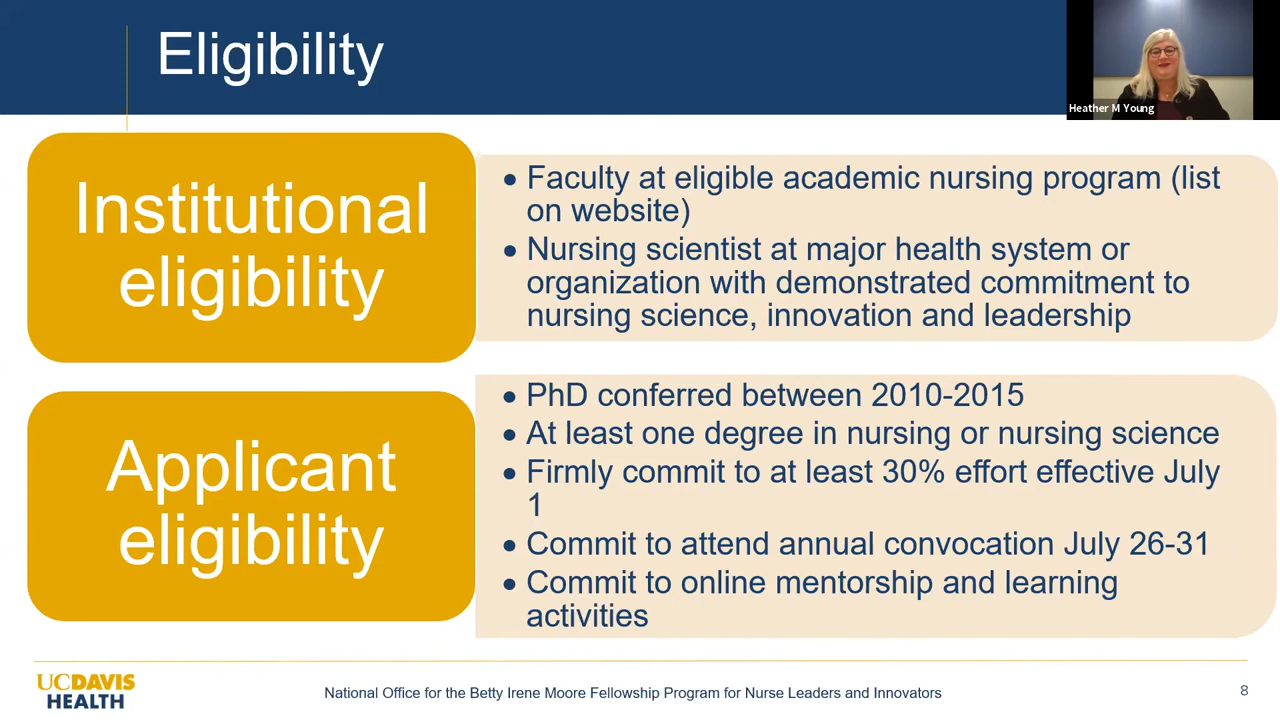 Eligibility
Heather M Young
Institutional
eligibility
• Faculty at eligible academic nursing program (list
on website)
• Nursing scientist at major health system or
organization with demonstrated commitment to
nursing science, innovation and leadership
Applicant
eligibility
• PhD conferred between 2010-2015
• At least one degree in nursing or nursing science
• Firmly commit to at least 30% effort effective July
1
• Commit to attend annual convocation July 26-31
• Commit to online mentorship and learning
activities
UCDAVIS
HEALTH
National Office for the Betty Irene Moore Fellowship Program for Nurse Leaders and Innovators
8